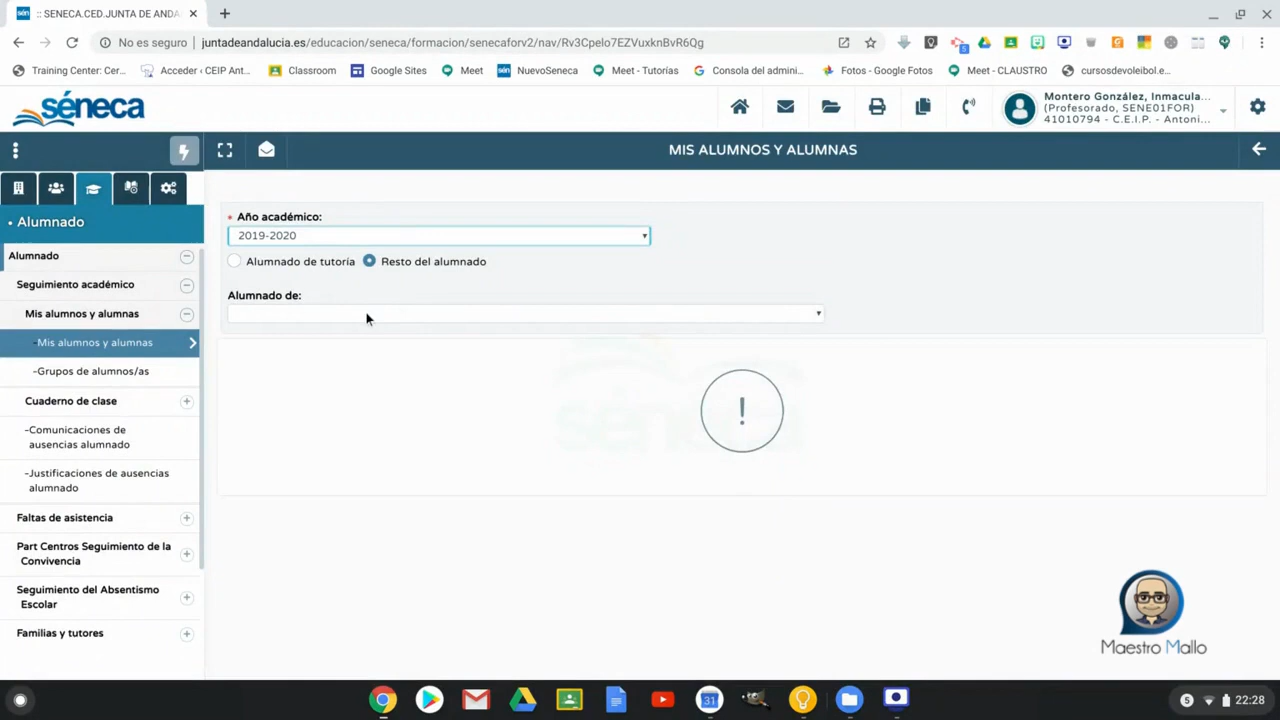 :: SENECA.CED.JUNTA DE ANDA
No es seguro
juntadeandalucia.es/educacion/seneca/formacion/senecaforv2/nav/Rv3Cpelo7EZVuxknBvR6Qg
Training Center: Cer...
Acceder ‹ CEIP Ant...
Classroom
Google Sites
Meet
NuevoSeneca
Meet - Tutorías
Consola del admini...
Fotos - Google Fotos
Meet - CLAUSTRO
cursosdevoleibol.e...
séneca
Montero González, Inmacula...
(Profesorado, SENE01FOR)
41010794 - C.E.I.P. - Antoni...
MIS ALUMNOS Y ALUMNAS
• Alumnado
Alumnado
Seguimiento académico
Mis alumnos y alumnas
-Mis alumnos y alumnas
-Grupos de alumnos/as
Cuaderno de clase
-Comunicaciones de
ausencias alumnado
-Justificaciones de ausencias
alumnado
Faltas de asistencia
Part Centros Seguimiento de la
Convivencia
Seguimiento del Absentismo
Escolar
Familias y tutores
* Año académico:
2019-2020
Alumnado de tutoría
Resto del alumnado
Alumnado de:
!
Maestro Mallo
31
5
22:28